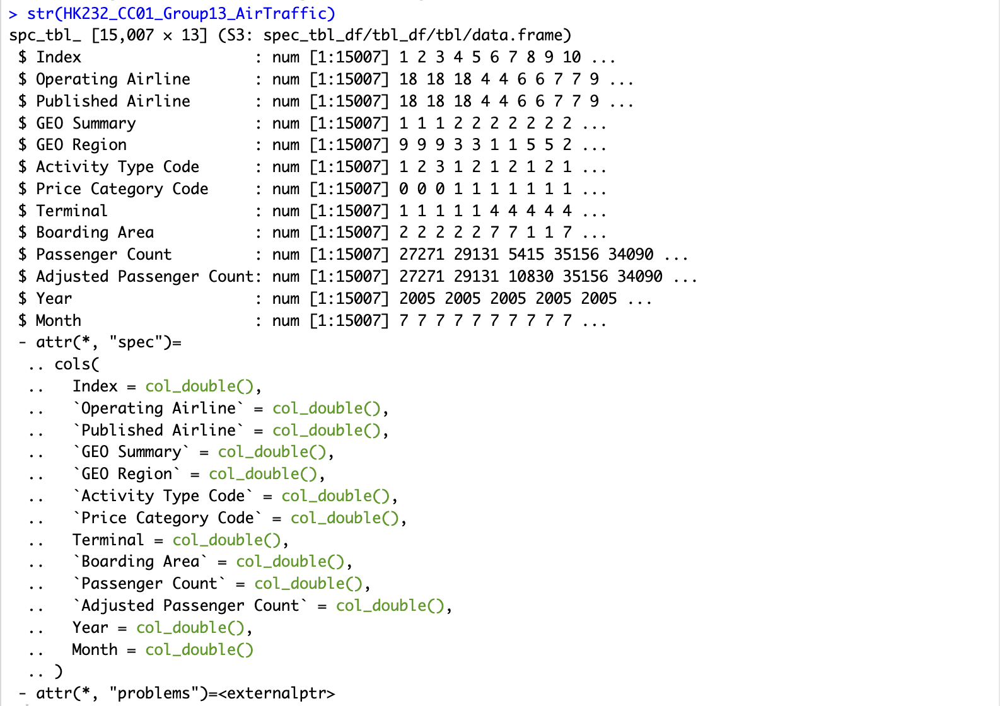 > str(HK232_CC01_Group13_AirTraffic)
spc_tbl_ [15,007 × 13] (S3: spec_tbl_df/tbl_df/tbl/data.frame)
 $ Index                   : num [1:15007] 1 2 3 4 5 6 7 8 9 10 ...
 $ Operating Airline       : num [1:15007] 18 18 18 4 4 6 6 7 7 9 ...
 $ Published Airline       : num [1:15007] 18 18 18 4 4 6 6 7 7 9 ...
 $ GEO Summary             : num [1:15007] 1 1 1 2 2 2 2 2 2 2 ...
 $ GEO Region              : num [1:15007] 9 9 9 3 3 1 1 5 5 2 ...
 $ Activity Type Code      : num [1:15007] 1 2 3 1 2 1 2 1 2 1 ...
 $ Price Category Code     : num [1:15007] 0 0 0 1 1 1 1 1 1 1 ...
 $ Terminal                : num [1:15007] 1 1 1 1 1 4 4 4 4 4 ...
 $ Boarding Area           : num [1:15007] 2 2 2 2 2 7 7 1 1 7 ...
 $ Passenger Count         : num [1:15007] 27271 29131 5415 35156 34090 ...
 $ Adjusted Passenger Count: num [1:15007] 27271 29131 10830 35156 34090 ...
 $ Year                    : num [1:15007] 2005 2005 2005 2005 2005 ...
 $ Month                   : num [1:15007] 7 7 7 7 7 7 7 7 7 7 ...
 - attr(*, "spec")=
  .. cols(
  ..   Index = col_double(),
  ..   `Operating Airline` = col_double(),
  ..   `Published Airline` = col_double(),
  ..   `GEO Summary` = col_double(),
  ..   `GEO Region` = col_double(),
  ..   `Activity Type Code` = col_double(),
  ..   `Price Category Code` = col_double(),
  ..   Terminal = col_double(),
  ..   `Boarding Area` = col_double(),
  ..   `Passenger Count` = col_double(),
  ..   `Adjusted Passenger Count` = col_double(),
  ..   Year = col_double(),
  ..   Month = col_double()
  .. )
 - attr(*, "problems")=<externalptr>